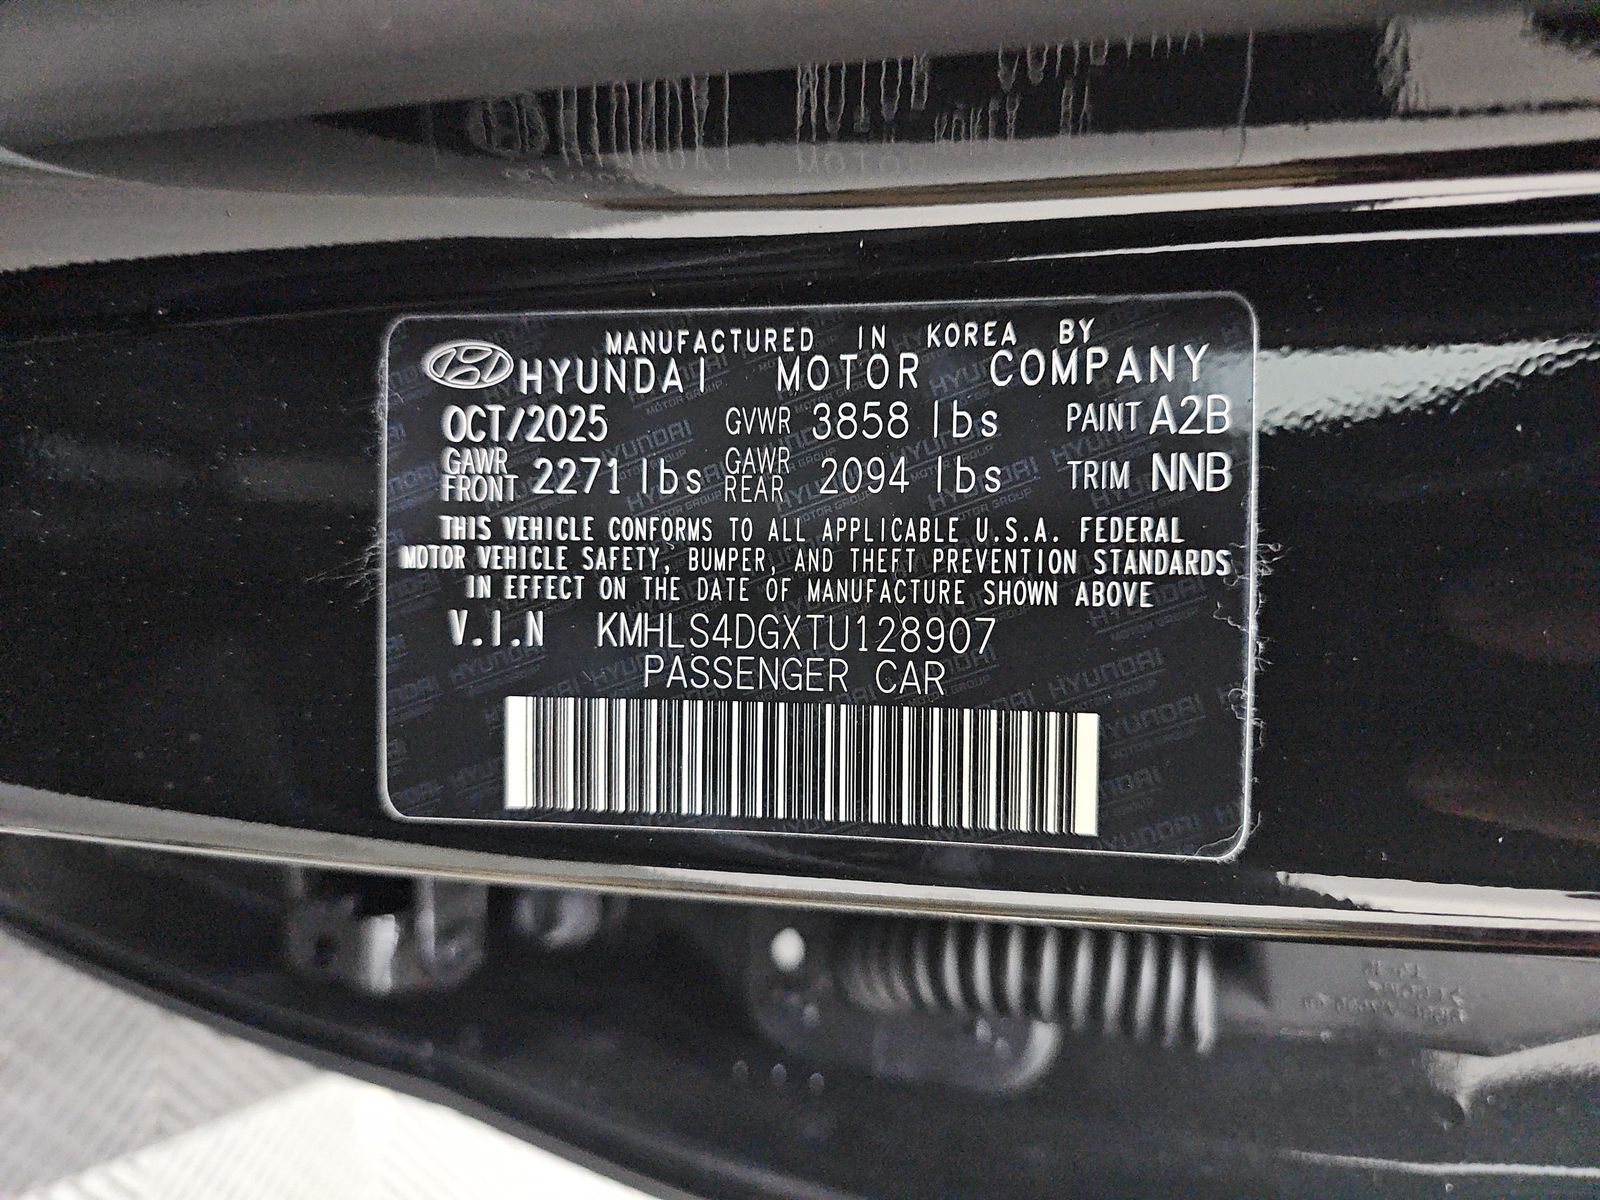 MANUFACTURED IN KOREA BY
HYUNDAI MOTOR COMPANY
OCT/2025 GVWR 3858 lbs PAINT A2B
GAWR FRONT 2271 lbs GAWR REAR 2094 lbs TRIM NNB
THIS VEHICLE CONFORMS TO ALL APPLICABLE U.S.A. FEDERAL
MOTOR VEHICLE SAFETY, BUMPER, AND THEFT PREVENTION STANDARDS
IN EFFECT ON THE DATE OF MANUFACTURE SHOWN ABOVE
V.I.N KMHLS4DGXTU128907
PASSENGER CAR